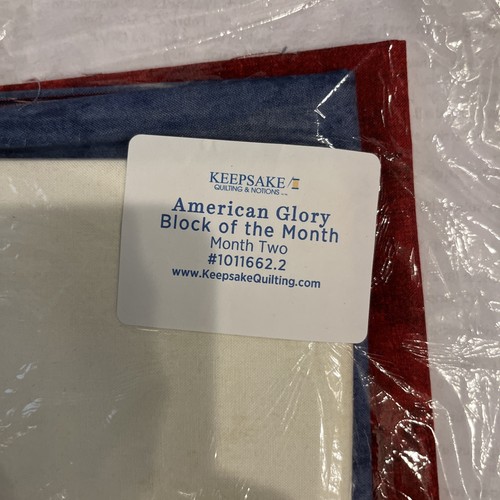 KEEPSAKE
QUILTING & NOTIONS
American Glory
Block of the Month
Month Two
#1011662.2
www.KeepsakeQuilting.com